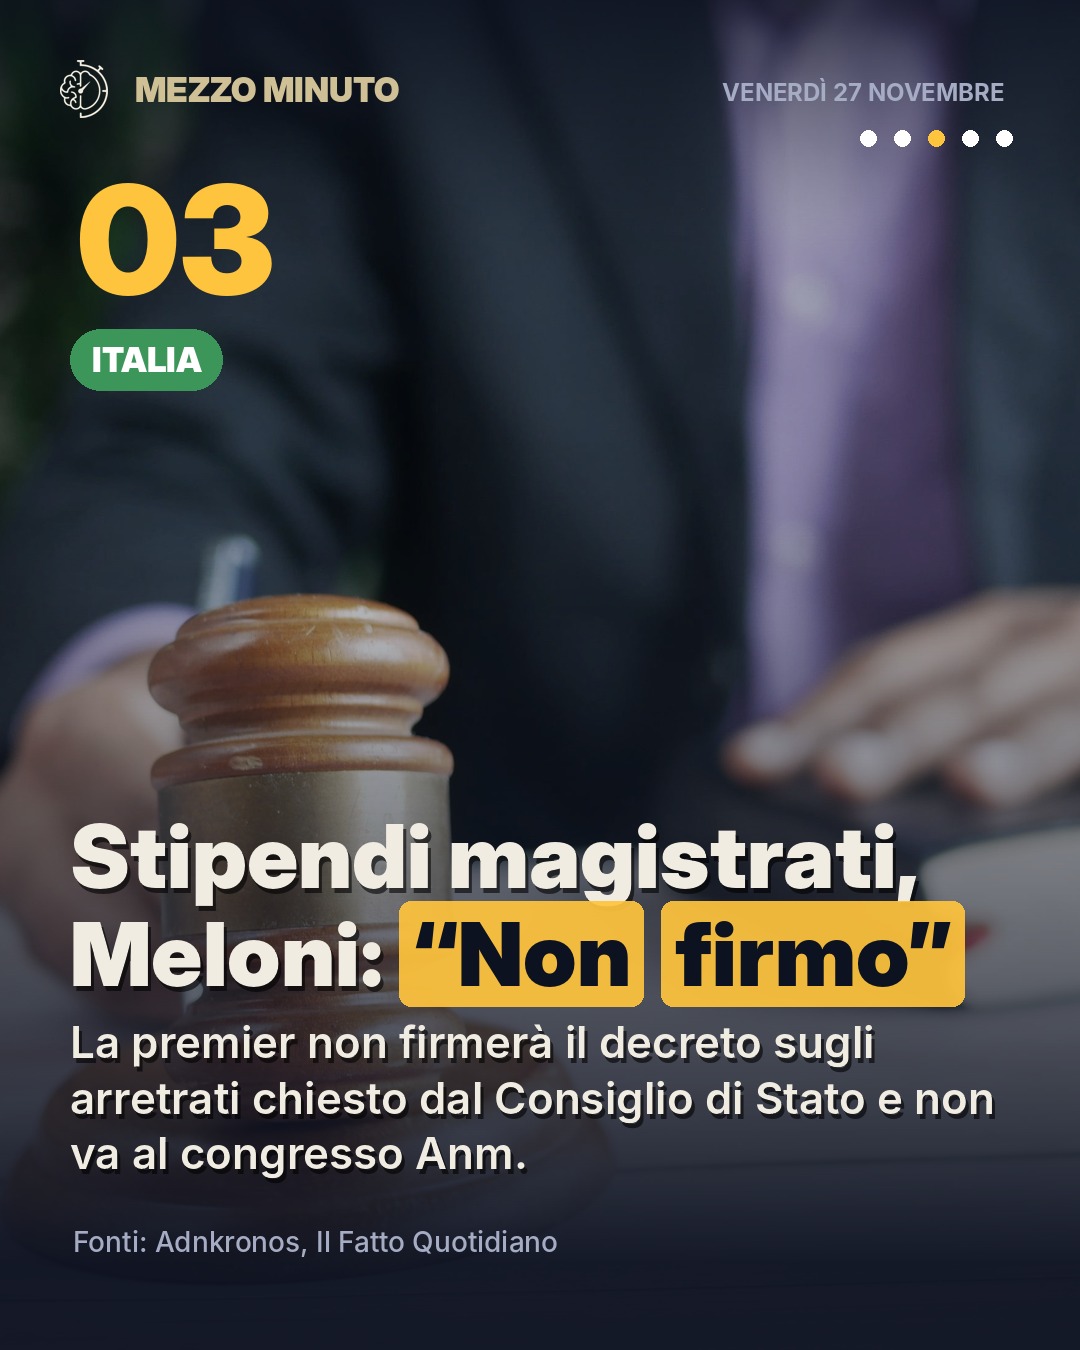 MEZZO MINUTO
VENERDÌ 27 NOVEMBRE
03
ITALIA
Stipendi magistrati,
Meloni: “Non firmo”
La premier non firmerà il decreto sugli
arretrati chiesto dal Consiglio di Stato e non
va al congresso Anm.
Fonti: Adnkronos, Il Fatto Quotidiano